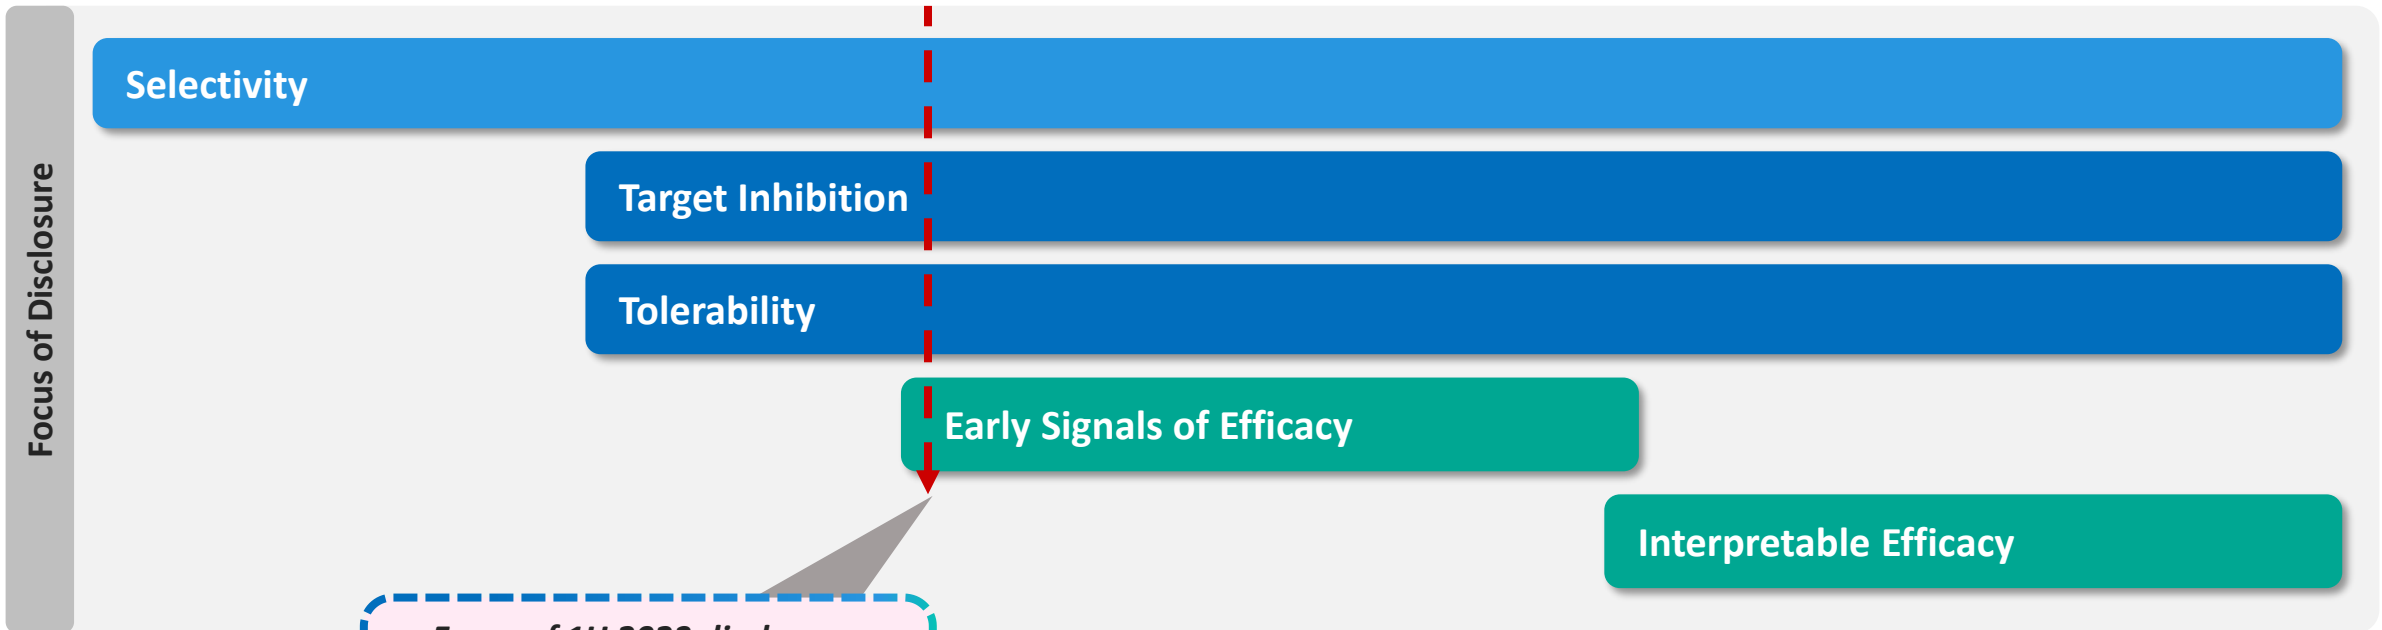 Focus of Disclosure
Selectivity
Target Inhibition
Tolerability
Early Signals of Efficacy
Interpretable Efficacy